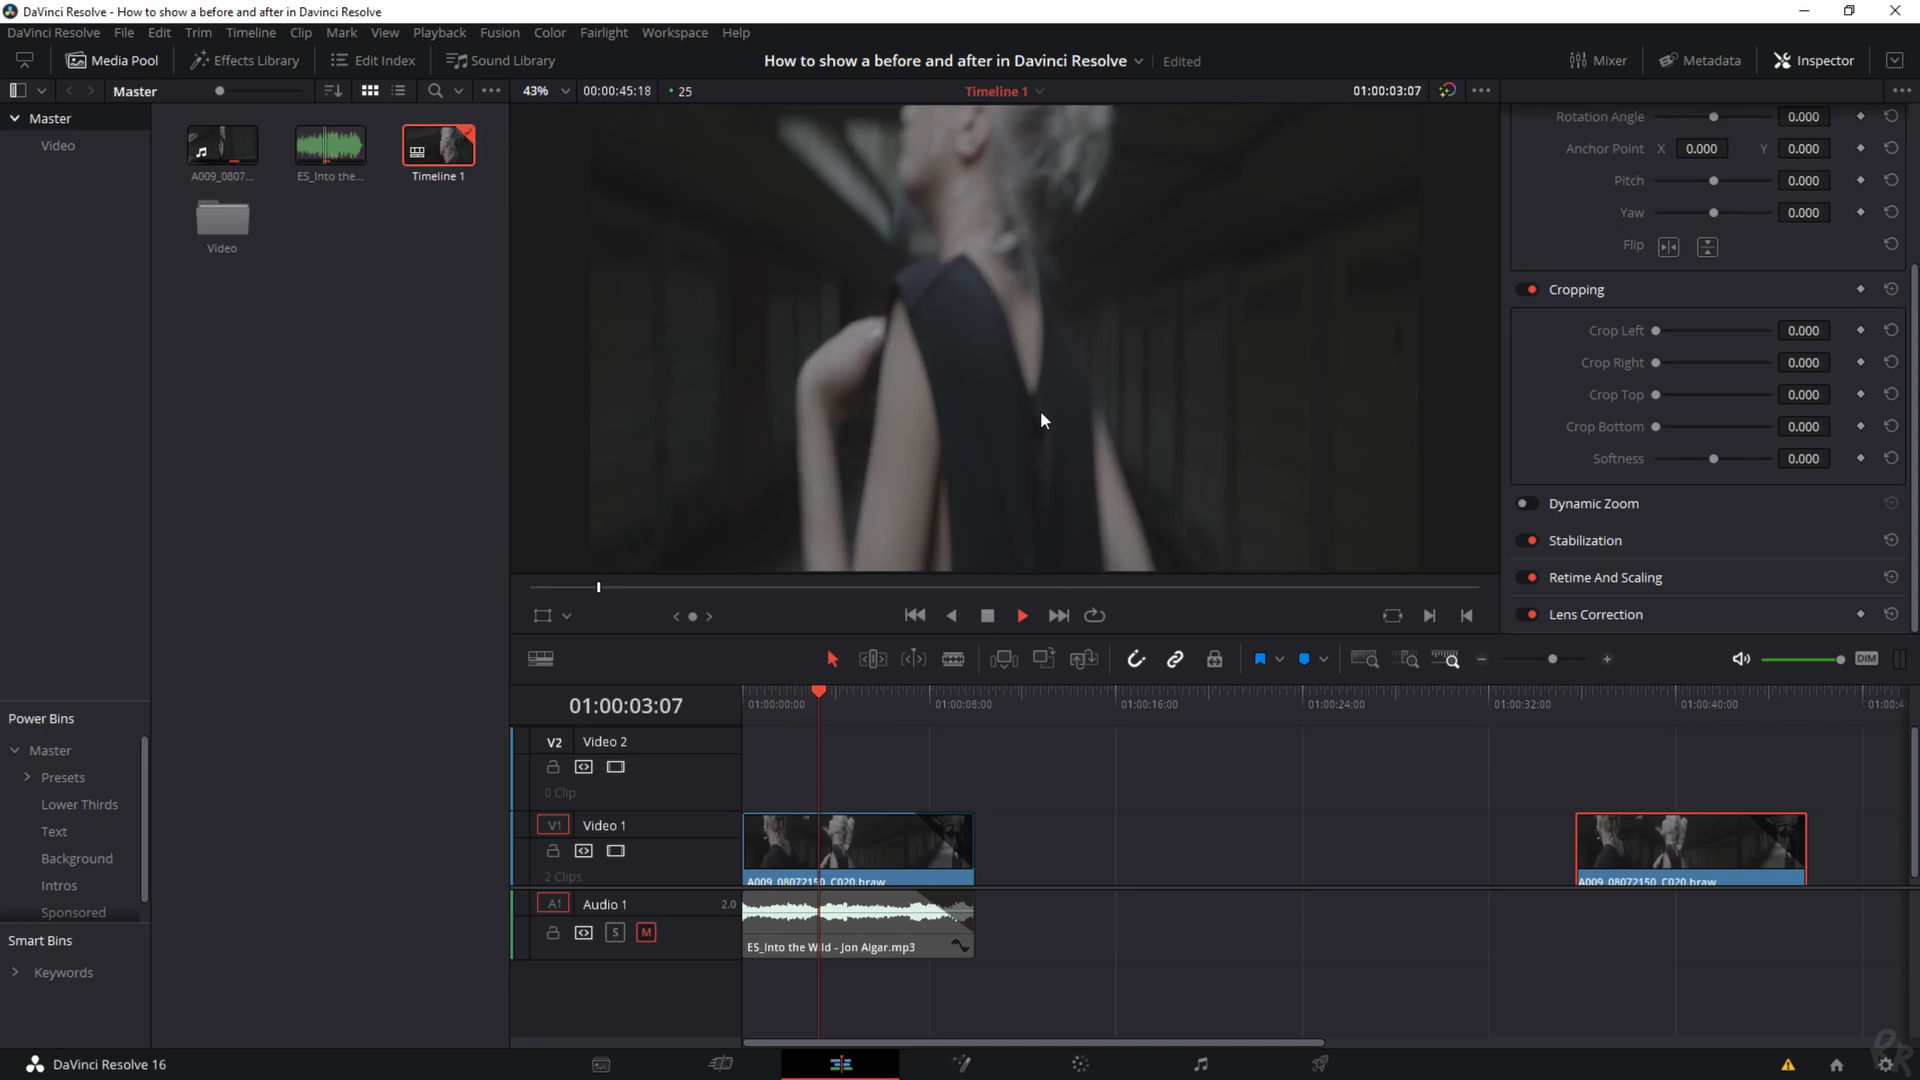 DaVinci Resolve - How to show a before and after in Davinci Resolve
DaVinci Resolve File Edit Trim Timeline Clip Mark View Playback Fusion Color Fairlight Workspace Help
Media Pool Effects Library Edit Index Sound Library How to show a before and after in Davinci Resolve Edited Mixer Metadata Inspector
Master 43% 00:00:45:18 25 Timeline 1 01:00:03:07
Master
Video
A009_0807... ES_Into the... Timeline 1
Video
Rotation Angle 0.000
Anchor Point X 0.000 Y 0.000
Pitch 0.000
Yaw 0.000
Flip
Cropping
Crop Left 0.000
Crop Right 0.000
Crop Top 0.000
Crop Bottom 0.000
Softness 0.000
Dynamic Zoom
Stabilization
Retime And Scaling
Lens Correction
DIM
01:00:03:07 01:00:00:00 01:00:08:00 01:00:16:00 01:00:24:00 01:00:32:00 01:00:40:00
V2 Video 2
0 Clip
V1 Video 1
2 Clips
A009_08072150_C020.braw A009_08072150_C020.braw
A1 Audio 1 2.0
S M
ES_Into the Wild - Jon Algar.mp3
Power Bins
Master
Presets
Lower Thirds
Text
Background
Intros
Sponsored
Smart Bins
Keywords
DaVinci Resolve 16